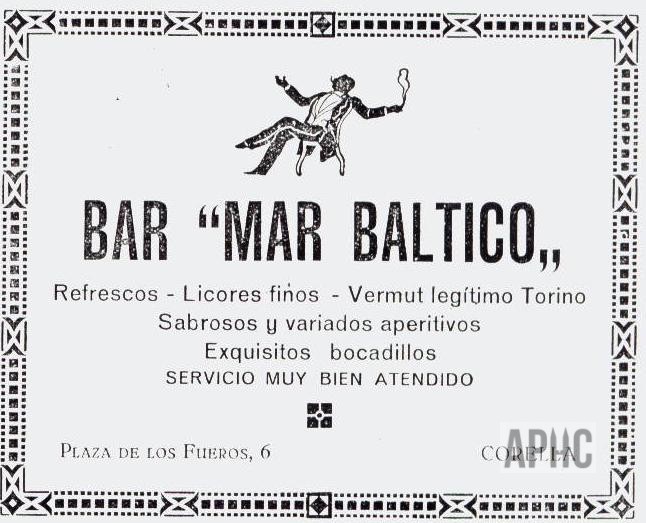 BAR “MAR BALTICO„
Refrescos - Licores finos - Vermut legítimo Torino
Sabrosos y variados aperitivos
Exquisitos bocadillos
SERVICIO MUY BIEN ATENDIDO
PLAZA DE LOS FUEROS, 6
CORELLA
APHC